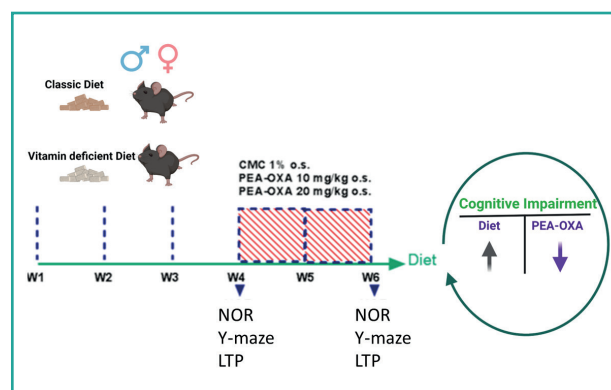 Classic Diet
Vitamin deficient Diet
CMC 1% o.s.
PEA-OXA 10 mg/kg o.s.
PEA-OXA 20 mg/kg o.s.
Cognitive Impairment
Diet PEA-OXA
Diet
W1 W2 W3 W4 W5 W6
NOR NOR
Y-maze Y-maze
LTP LTP